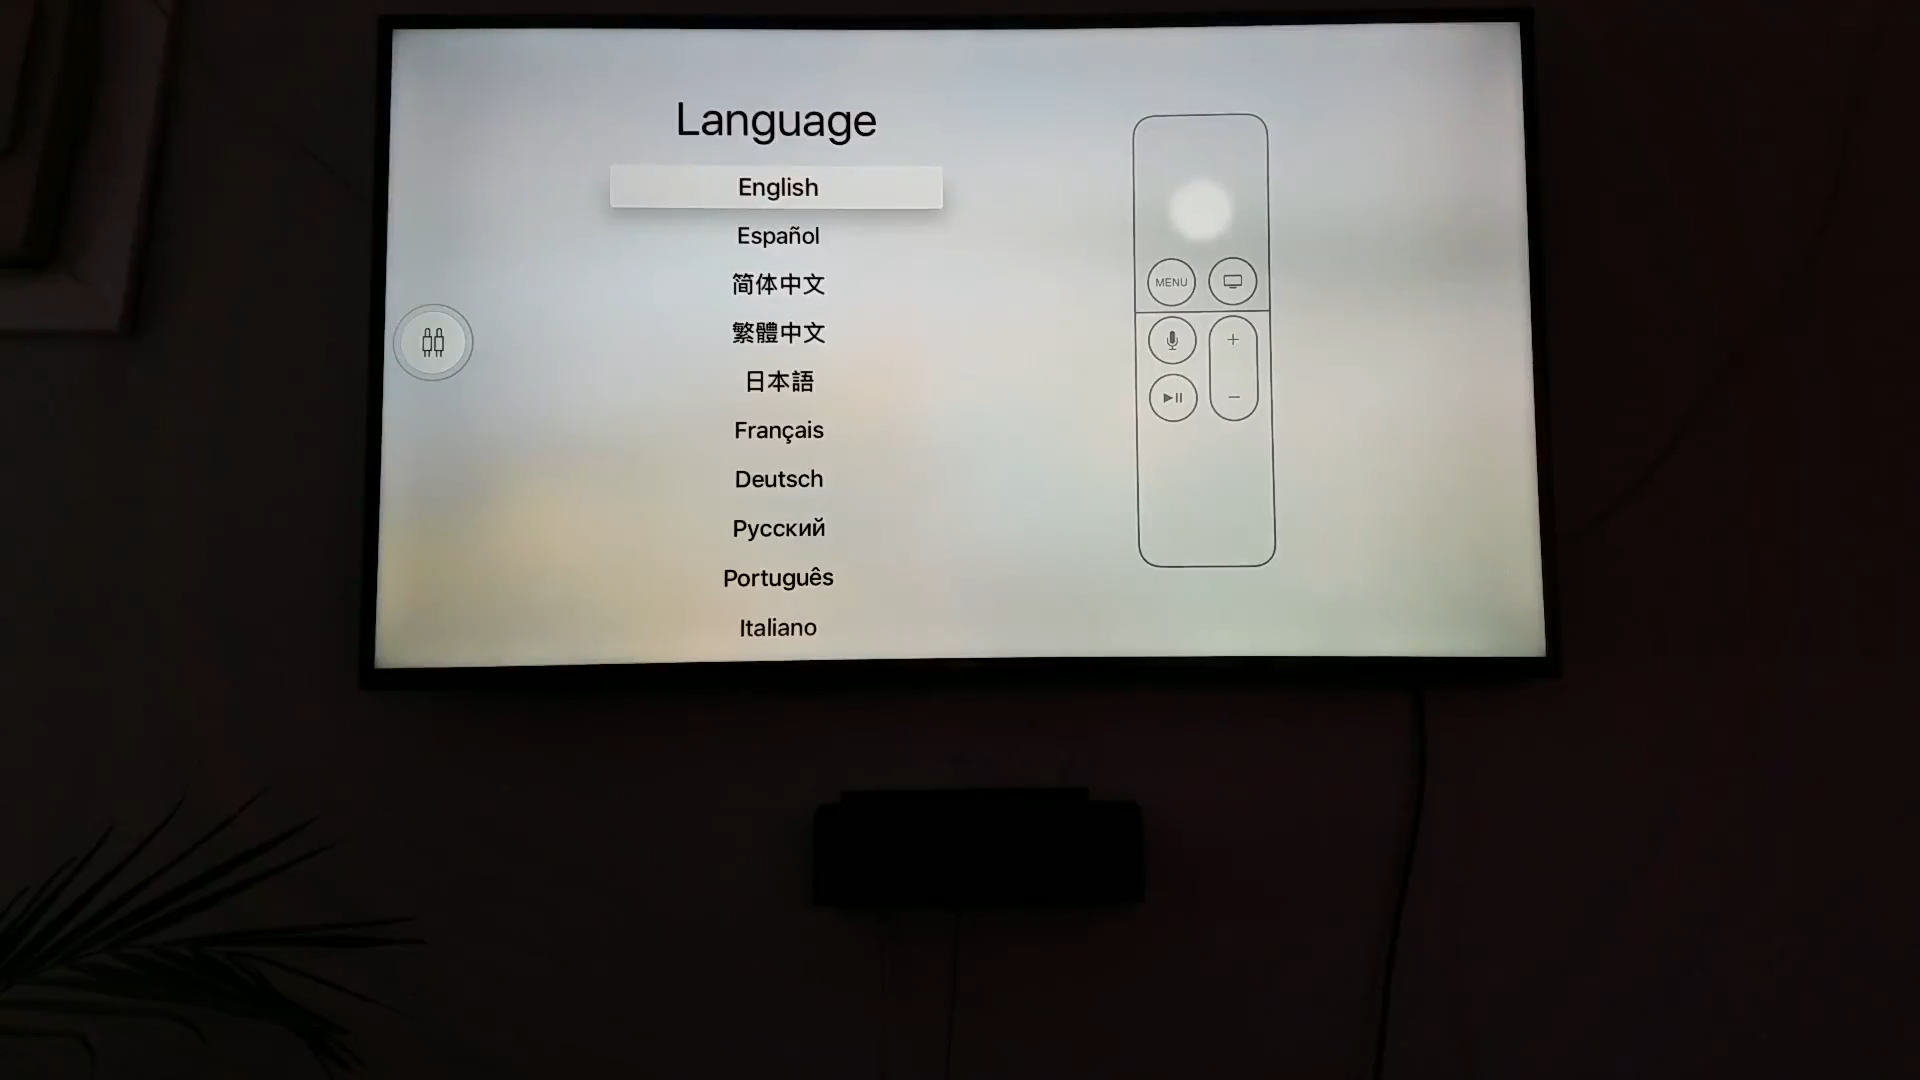 Language
English
Español
简体中文
繁體中文
日本語
Français
Deutsch
Русский
Português
Italiano
MENU